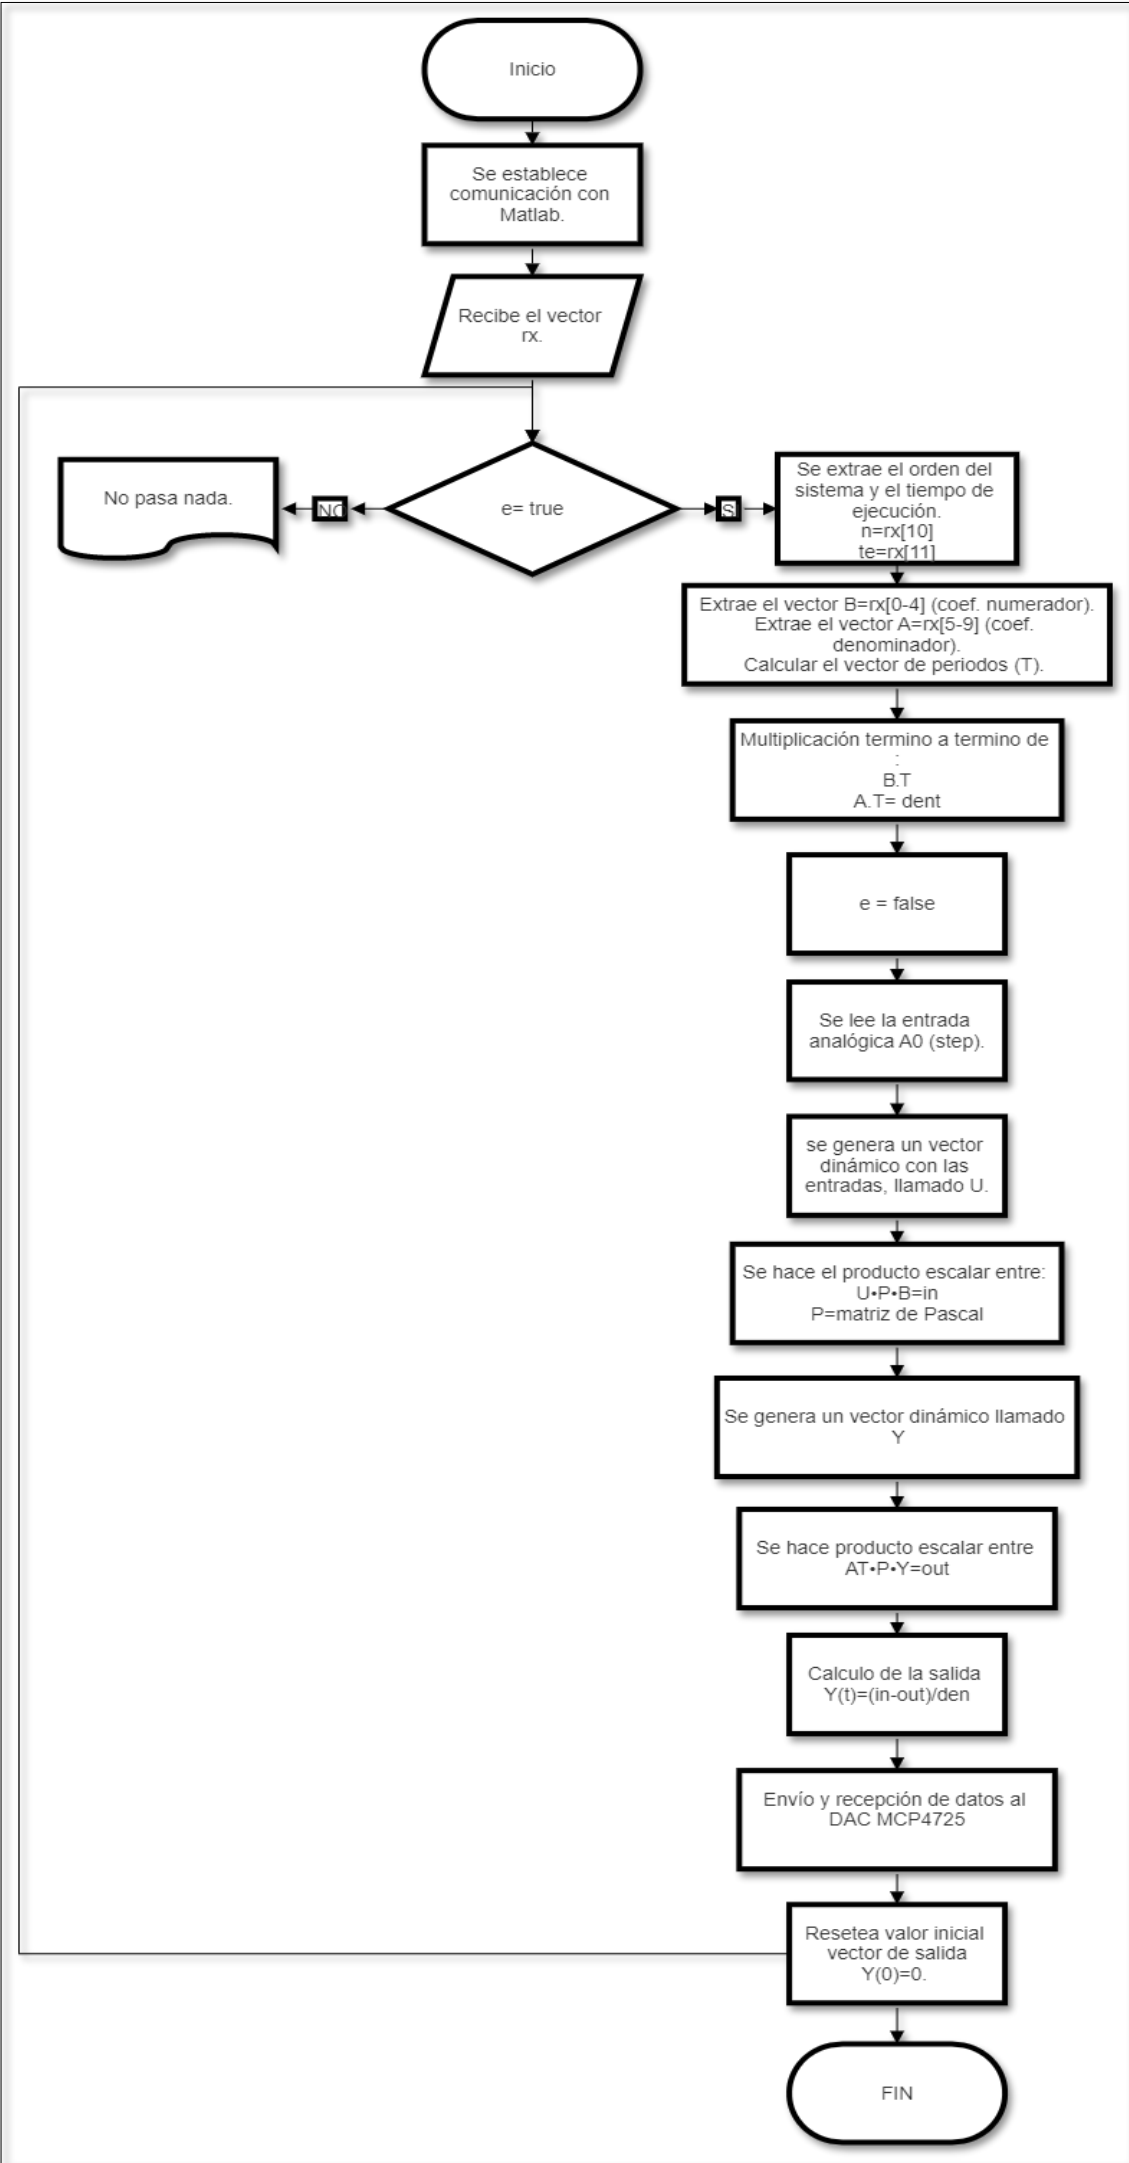 Inicio
Se establece
comunicación con
Matlab.
Recibe el vector
rx.
e= true
NO
No pasa nada.
SI
Se extrae el orden del
sistema y el tiempo de
ejecución.
n=rx[10]
te=rx[11]
Extrae el vector B=rx[0-4] (coef. numerador).
Extrae el vector A=rx[5-9] (coef.
denominador).
Calcular el vector de periodos (T).
Multiplicación termino a termino de
:
B.T
A.T= dent
e = false
Se lee la entrada
analógica A0 (step).
se genera un vector
dinámico con las
entradas, llamado U.
Se hace el producto escalar entre:
U•P•B=in
P=matriz de Pascal
Se genera un vector dinámico llamado
Y
Se hace producto escalar entre
AT•P•Y=out
Calculo de la salida
Y(t)=(in-out)/den
Envío y recepción de datos al
DAC MCP4725
Resetea valor inicial
vector de salida
Y(0)=0.
FIN